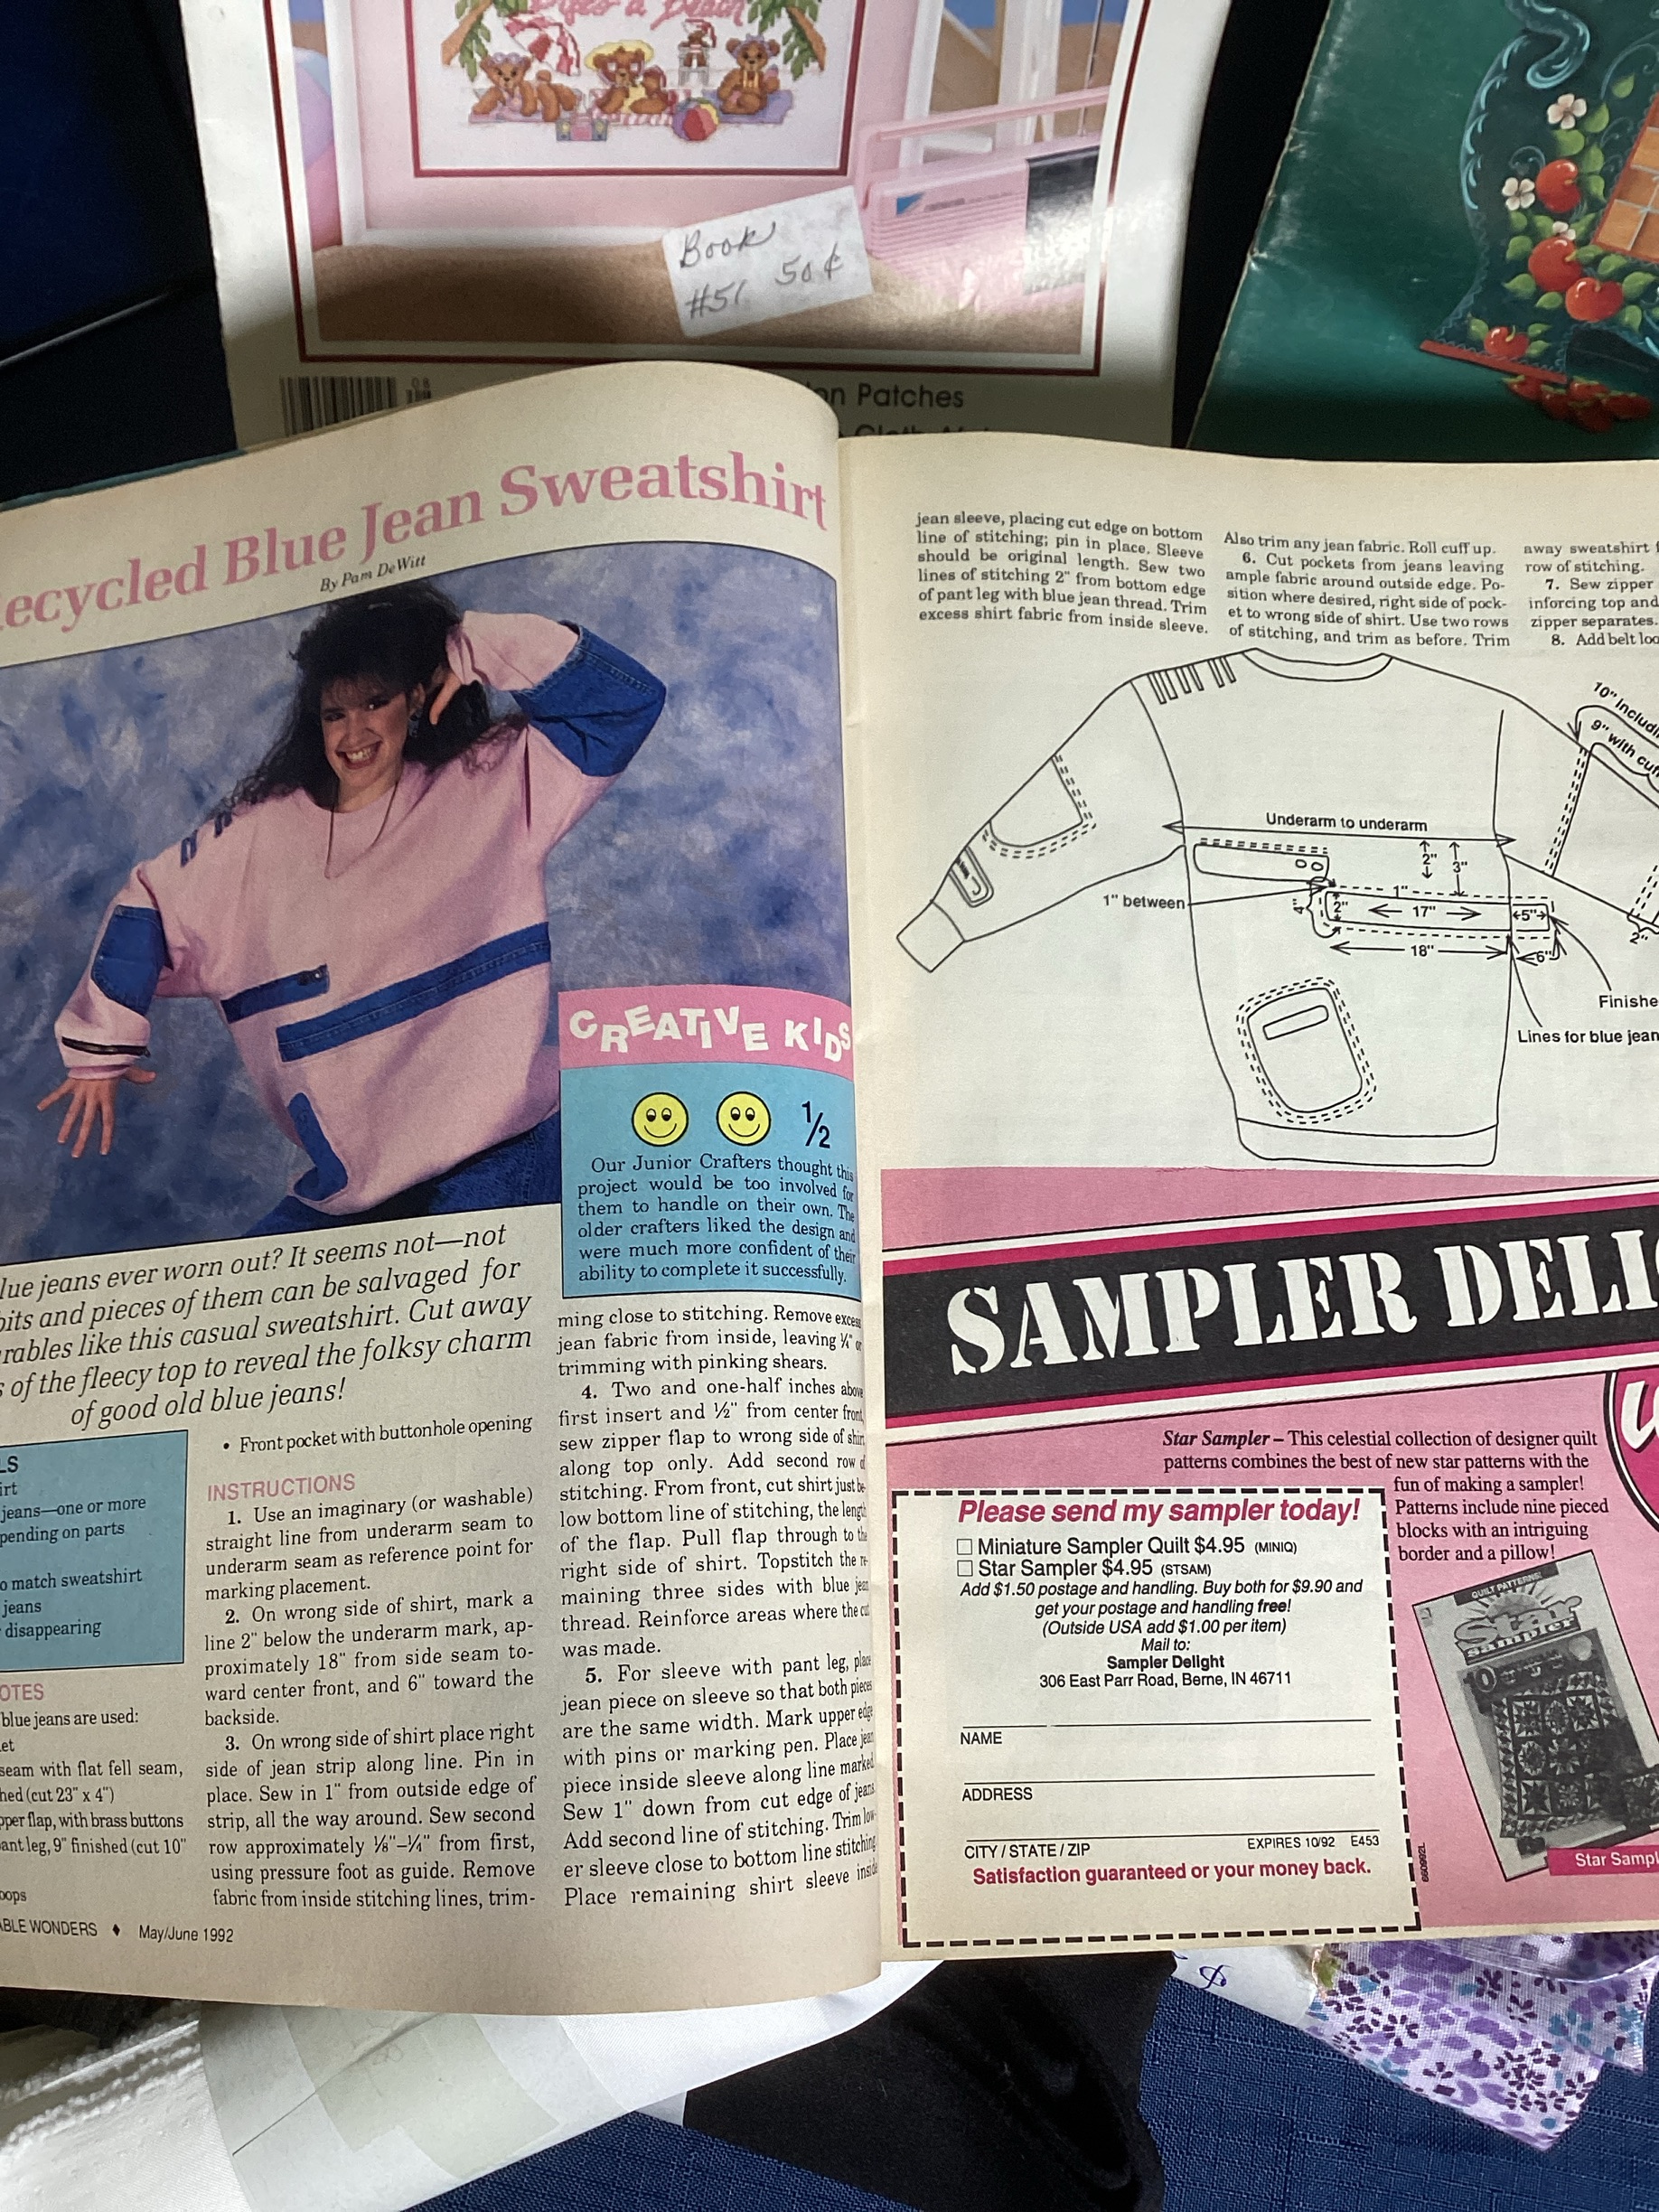 a Beach
Book
#51 50¢
on Patches
ecycled Blue Jean Sweatshirt
By Pam DeWitt
CREATIVE KIDS
½
Our Junior Crafters thought this
project would be too involved for
them to handle on their own. The
older crafters liked the design and
were much more confident of their
ability to complete it successfully.
lue jeans ever worn out? It seems not—not
bits and pieces of them can be salvaged for
rables like this casual sweatshirt. Cut away
s of the fleecy top to reveal the folksy charm
of good old blue jeans!
LS
irt
jeans—one or more
pending on parts
o match sweatshirt
jeans
disappearing
OTES
blue jeans are used:
et
seam with flat fell seam,
hed (cut 23" x 4")
pper flap, with brass buttons
ant leg, 9" finished (cut 10"
oops
ABLE WONDERS ♦ May/June 1992
• Front pocket with buttonhole opening
INSTRUCTIONS
1. Use an imaginary (or washable)
straight line from underarm seam to
underarm seam as reference point for
marking placement.
2. On wrong side of shirt, mark a
line 2" below the underarm mark, ap-
proximately 18" from side seam to-
ward center front, and 6" toward the
backside.
3. On wrong side of shirt place right
side of jean strip along line. Pin in
place. Sew in 1" from outside edge of
strip, all the way around. Sew second
row approximately ⅛"–¼" from first,
using pressure foot as guide. Remove
fabric from inside stitching lines, trim-
ming close to stitching. Remove excess
jean fabric from inside, leaving ¼" or
trimming with pinking shears.
4. Two and one-half inches above
first insert and ½" from center front,
sew zipper flap to wrong side of shirt
along top only. Add second row of
stitching. From front, cut shirt just be-
low bottom line of stitching, the length
of the flap. Pull flap through to the
right side of shirt. Topstitch the re-
maining three sides with blue jean
thread. Reinforce areas where the cut
was made.
5. For sleeve with pant leg, place
jean piece on sleeve so that both pieces
are the same width. Mark upper edge
with pins or marking pen. Place jean
piece inside sleeve along line marked.
Sew 1" down from cut edge of jeans.
Add second line of stitching. Trim low-
er sleeve close to bottom line stitching.
Place remaining shirt sleeve inside
jean sleeve, placing cut edge on bottom
line of stitching; pin in place. Sleeve
should be original length. Sew two
lines of stitching 2" from bottom edge
of pant leg with blue jean thread. Trim
excess shirt fabric from inside sleeve.
Also trim any jean fabric. Roll cuff up.
6. Cut pockets from jeans leaving
ample fabric around outside edge. Po-
sition where desired, right side of pock-
et to wrong side of shirt. Use two rows
of stitching, and trim as before. Trim
away sweatshirt f
row of stitching.
7. Sew zipper
inforcing top and
zipper separates.
8. Add belt loo
10" includi
9" with cuf
Underarm to underarm
2" 3"
1" between
1"
4" 2" 17" 5"
18" 6"
2"
Finishe
Lines for blue jean
SAMPLER DELI
Star Sampler – This celestial collection of designer quilt
patterns combines the best of new star patterns with the
fun of making a sampler!
Patterns include nine pieced
blocks with an intriguing
border and a pillow!
Please send my sampler today!
☐ Miniature Sampler Quilt $4.95 (MINIQ)
☐ Star Sampler $4.95 (STSAM)
Add $1.50 postage and handling. Buy both for $9.90 and
get your postage and handling free!
(Outside USA add $1.00 per item)
Mail to:
Sampler Delight
306 East Parr Road, Berne, IN 46711
NAME
ADDRESS
CITY / STATE / ZIP EXPIRES 10/92 E453
Satisfaction guaranteed or your money back.
QUILT PATTERNS!
Star
Sampler
10
Star Sampl